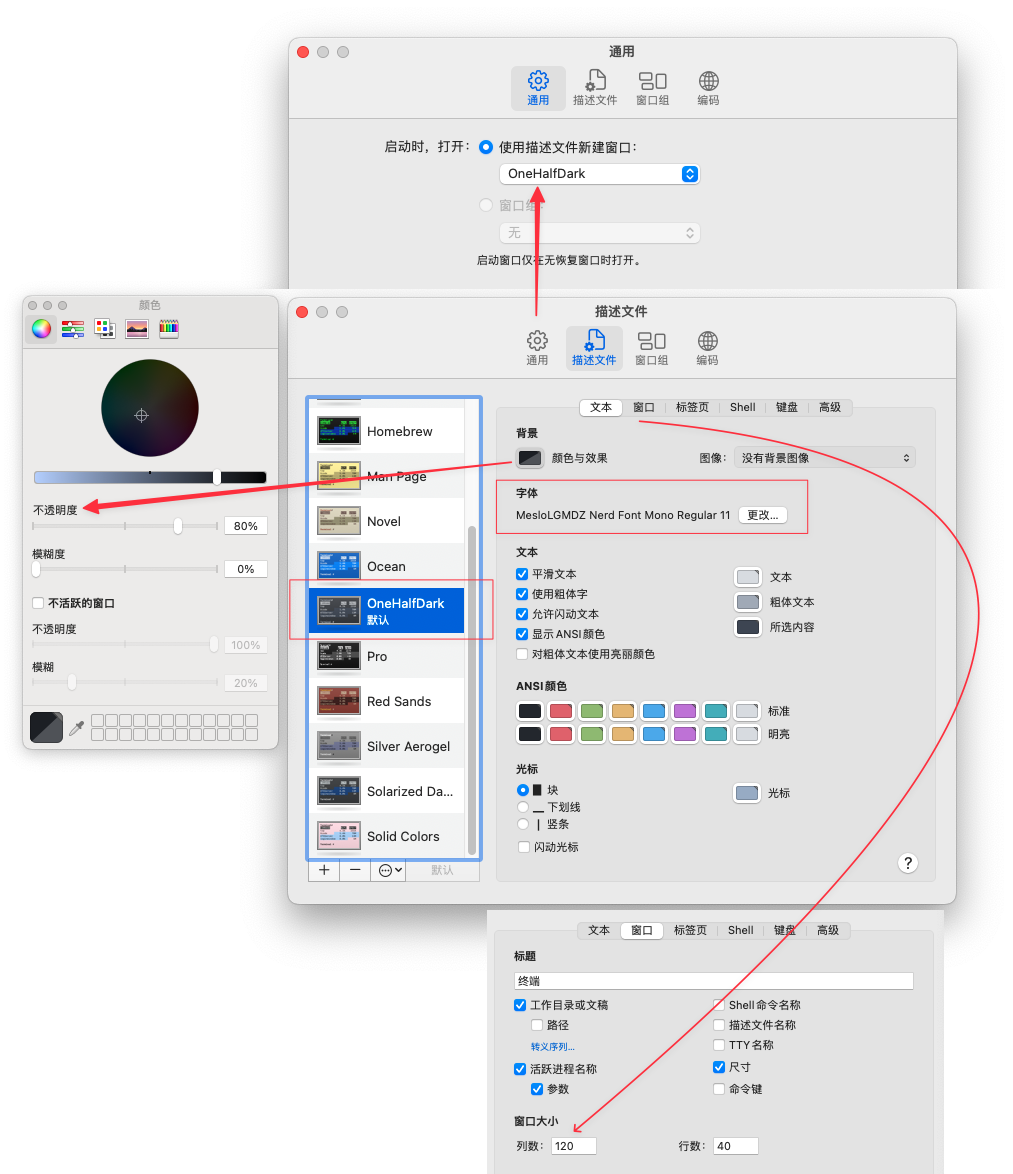 通用
通用 描述文件 窗口组 编码
启动时，打开： 使用描述文件新建窗口：
OneHalfDark
窗口组：
无
启动窗口仅在无恢复窗口时打开。
颜色
不透明度
80%
模糊度
0%
不活跃的窗口
不透明度
100%
模糊
20%
描述文件
通用 描述文件 窗口组 编码
Homebrew
Man Page
Novel
Ocean
OneHalfDark
默认
Pro
Red Sands
Silver Aerogel
Solarized Da...
Solid Colors
默认
文本 窗口 标签页 Shell 键盘 高级
背景
颜色与效果 图像： 没有背景图像
字体
MesloLGMDZ Nerd Font Mono Regular 11 更改...
文本
平滑文本 文本
使用粗体字 粗体文本
允许闪动文本 所选内容
显示 ANSI 颜色
对粗体文本使用亮丽颜色
ANSI 颜色
标准
明亮
光标
块 光标
下划线
竖条
闪动光标
?
文本 窗口 标签页 Shell 键盘 高级
标题
终端
工作目录或文稿 Shell 命令名称
路径 描述文件名称
转义序列... TTY 名称
活跃进程名称 尺寸
参数 命令键
窗口大小
列数： 120 行数： 40